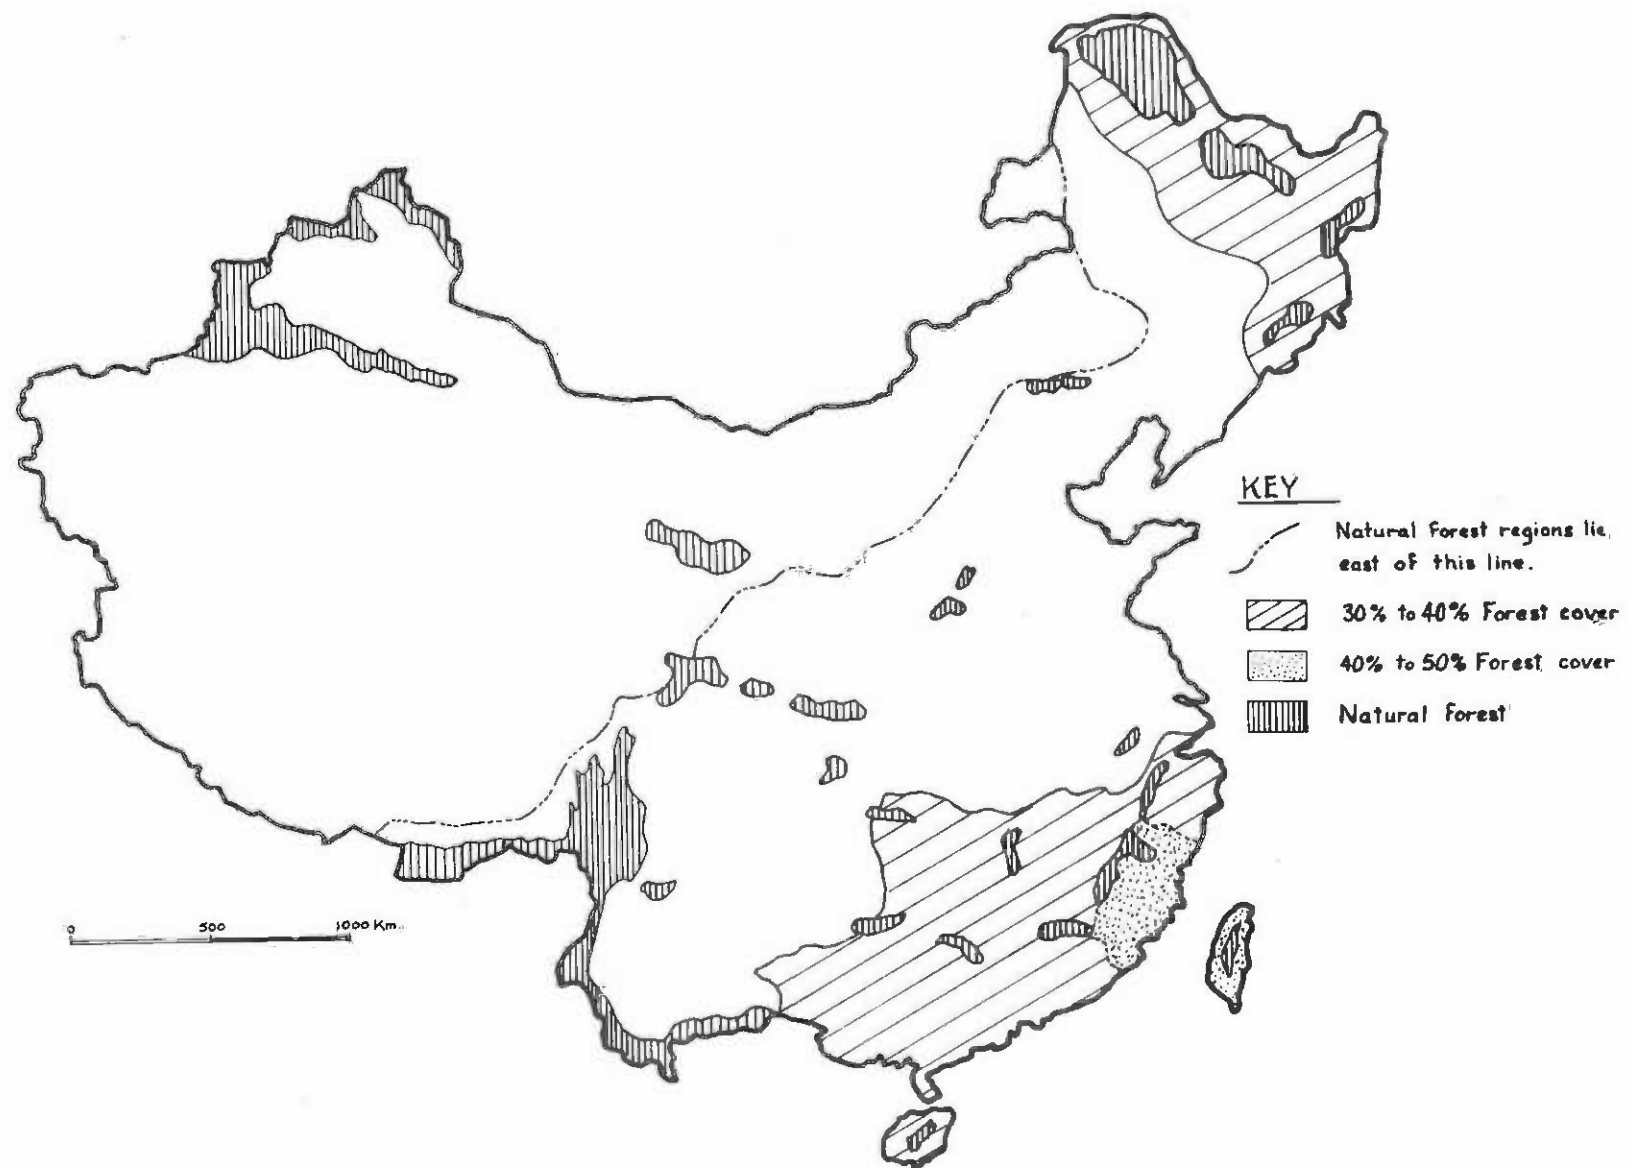 KEY
Natural Forest regions lie
east of this line.
30% to 40% Forest cover
40% to 50% Forest cover
Natural Forest
0 500 1000 Km.